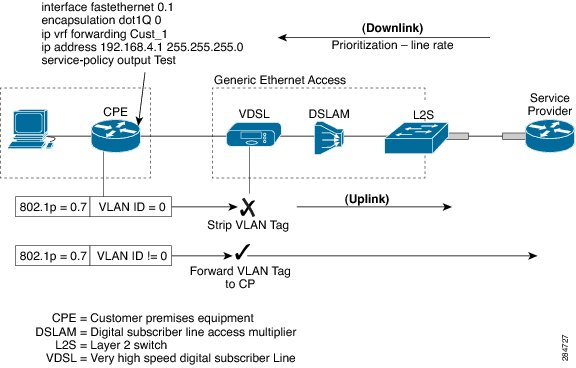 interface fastethernet 0.1
encapsulation dot1Q 0
ip vrf forwarding Cust_1
ip address 192.168.4.1 255.255.255.0
service-policy output Test
(Downlink)
Prioritization – line rate
Generic Ethernet Access
CPE
VDSL
DSLAM
L2S
Service
Provider
802.1p = 0.7
VLAN ID = 0
Strip VLAN Tag
(Uplink)
802.1p = 0.7
VLAN ID != 0
Forward VLAN Tag
to CP
CPE = Customer premises equipment
DSLAM = Digital subscriber line access multiplier
L2S = Layer 2 switch
VDSL = Very high speed digital subscriber Line
284727